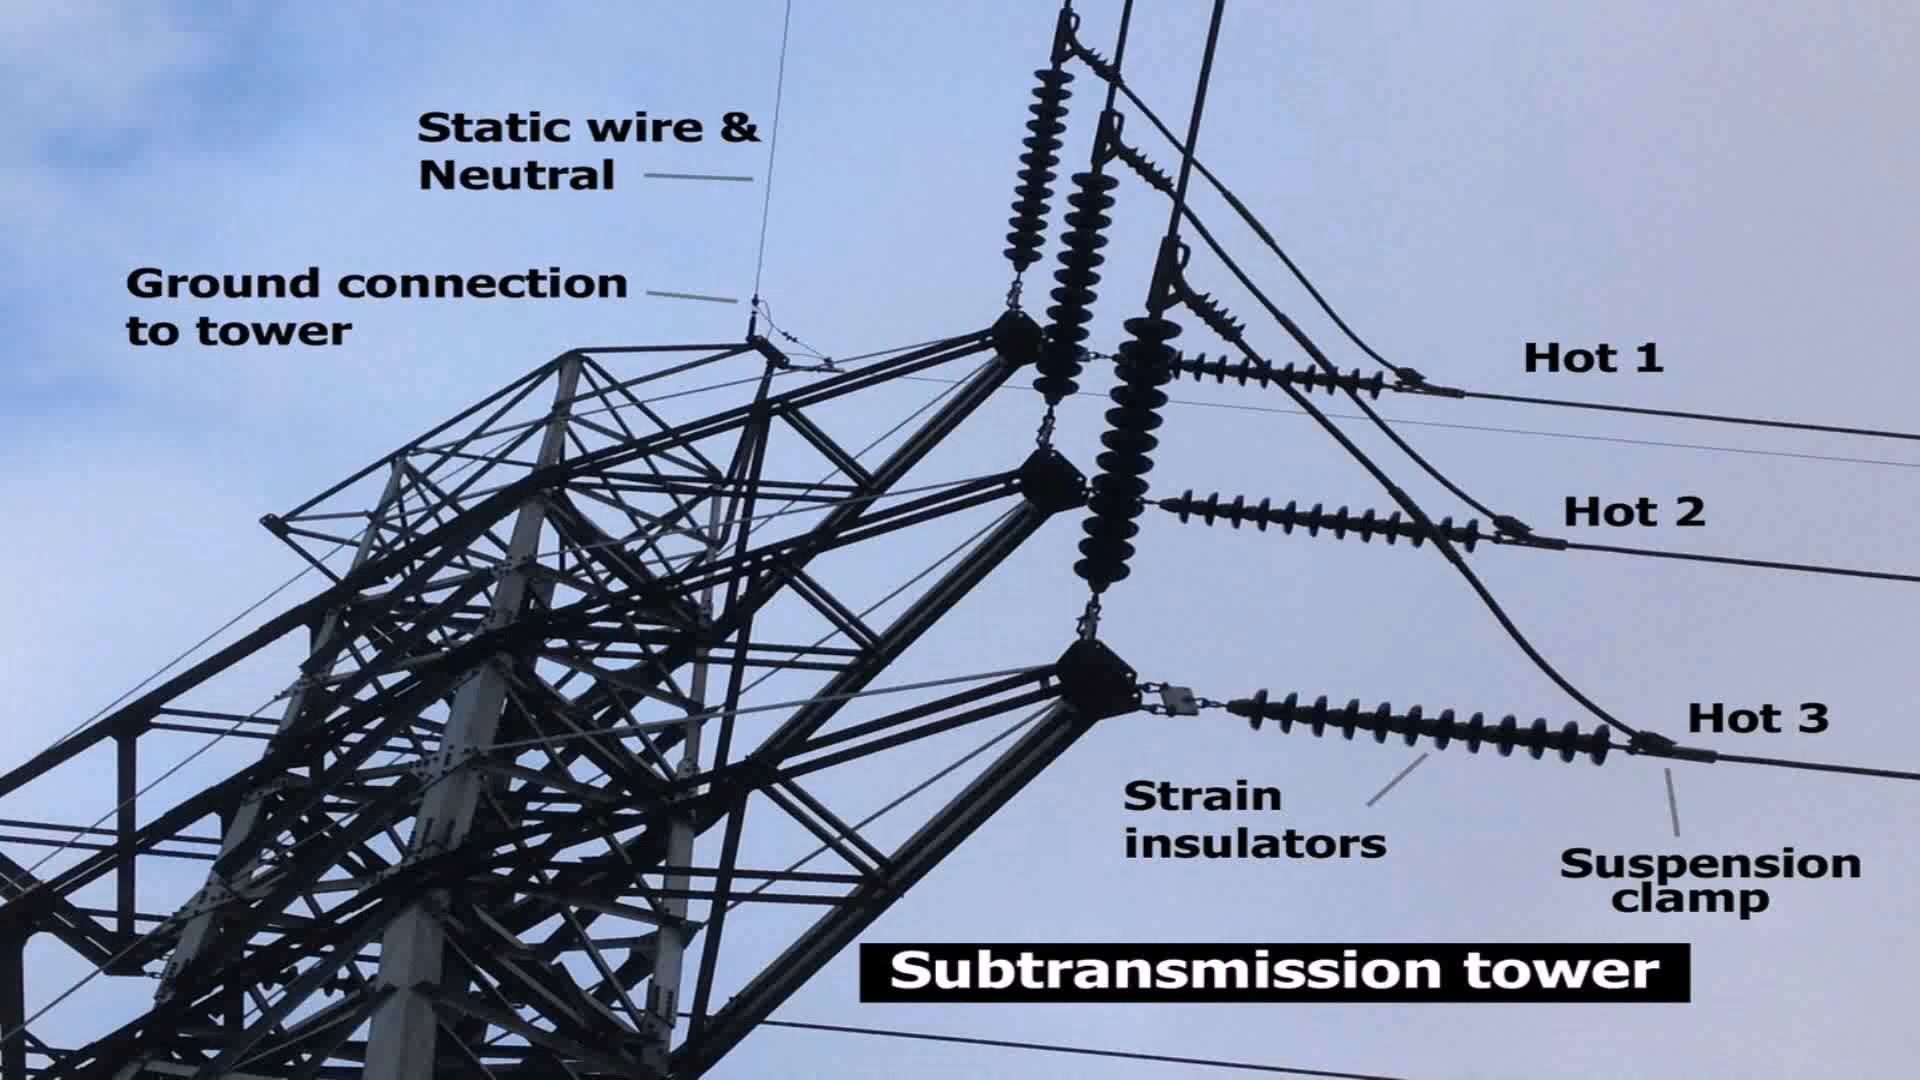 Static wire &
Neutral
Ground connection
to tower
Hot 1
Hot 2
Hot 3
Strain
insulators
Suspension
clamp
Subtransmission tower